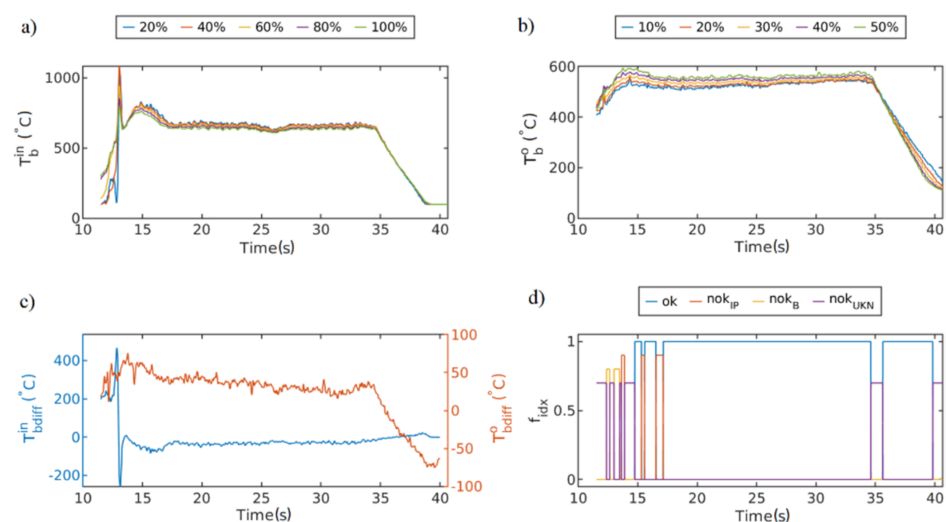 a)
20% 40% 60% 80% 100%
1000
500
0
T_b^in (°C)
10 15 20 25 30 35 40
Time(s)
b)
10% 20% 30% 40% 50%
600
400
200
0
T_b^o (°C)
10 15 20 25 30 35 40
Time(s)
c)
400
200
0
-200
T_bdiff^in (°C)
100
50
0
-50
-100
T_bdiff^o (°C)
10 15 20 25 30 35 40
Time(s)
d)
ok nok_IP nok_B nok_UKN
1
0.5
0
f_idx
10 15 20 25 30 35 40
Time(s)